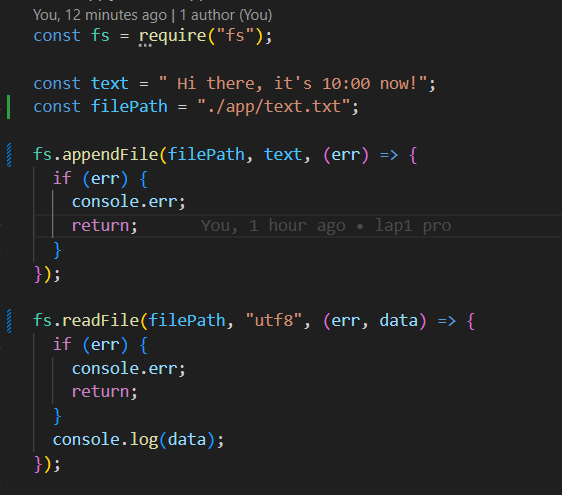 You, 12 minutes ago | 1 author (You)
const fs = require("fs");
const text = " Hi there, it's 10:00 now!";
const filePath = "./app/text.txt";
fs.appendFile(filePath, text, (err) => {
if (err) {
console.err;
return; You, 1 hour ago • lap1 pro
}
});
fs.readFile(filePath, "utf8", (err, data) => {
if (err) {
console.err;
return;
}
console.log(data);
});